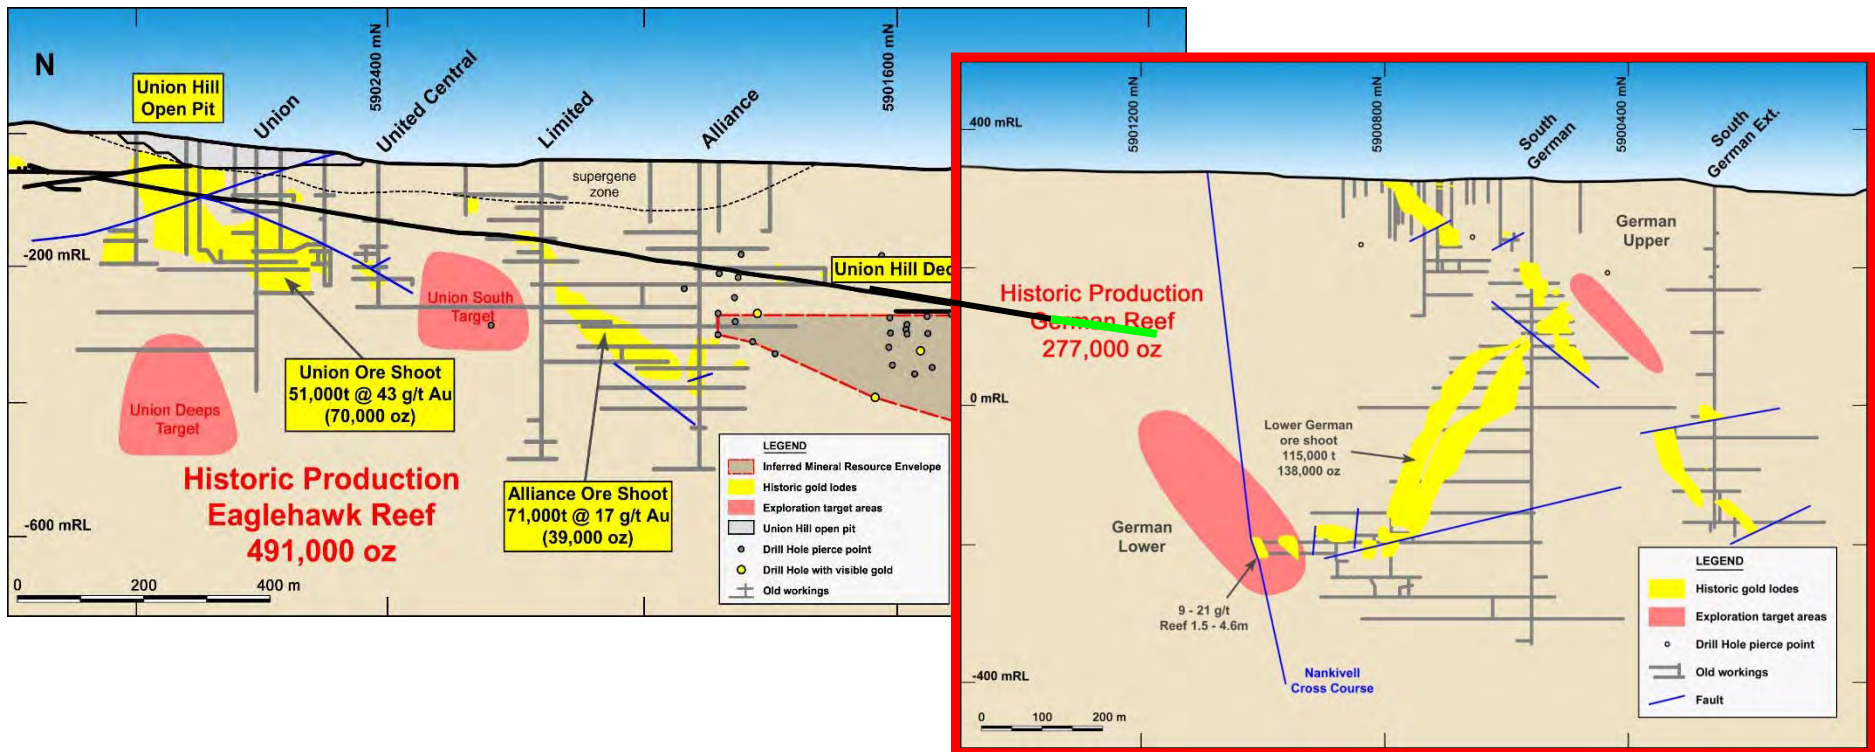 N
Union Hill
Open Pit
Union
5902400 mN
United Central
Limited
Alliance
5901600 mN
supergene
zone
-200 mRL
Union South
Target
Union Hill Dec
Union Ore Shoot
51,000t @ 43 g/t Au
(70,000 oz)
Union Deeps
Target
Historic Production
Eaglehawk Reef
491,000 oz
Alliance Ore Shoot
71,000t @ 17 g/t Au
(39,000 oz)
-600 mRL
0 200 400 m
LEGEND
Inferred Mineral Resource Envelope
Historic gold lodes
Exploration target areas
Union Hill open pit
Drill Hole pierce point
Drill Hole with visible gold
Old workings
400 mRL
5901200 mN
5900800 mN
South
German
5900400 mN
South
German Ext.
German
Upper
Historic Production
German Reef
277,000 oz
0 mRL
Lower German
ore shoot
115,000 t
138,000 oz
German
Lower
9 - 21 g/t
Reef 1.5 - 4.6m
Nankivell
Cross Course
-400 mRL
0 100 200 m
LEGEND
Historic gold lodes
Exploration target areas
Drill Hole pierce point
Old workings
Fault